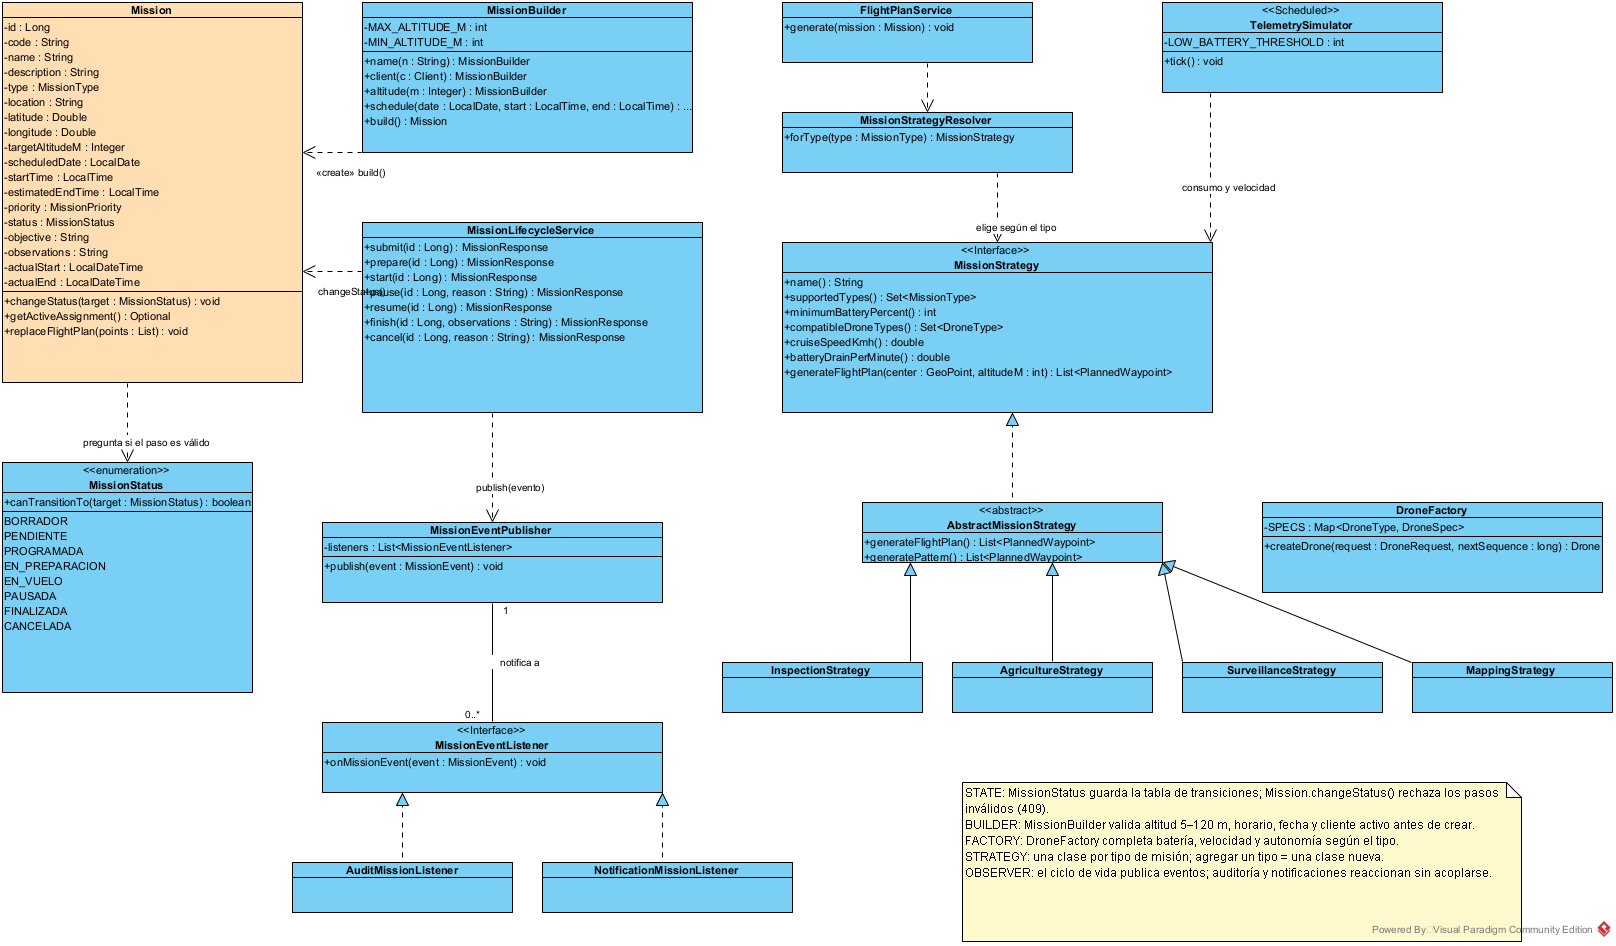 Mission
-id : Long
-code : String
-name : String
-description : String
-type : MissionType
-location : String
-latitude : Double
-longitude : Double
-targetAltitudeM : Integer
-scheduledDate : LocalDate
-startTime : LocalTime
-estimatedEndTime : LocalTime
-priority : MissionPriority
-status : MissionStatus
-objective : String
-observations : String
-actualStart : LocalDateTime
-actualEnd : LocalDateTime
+changeStatus(target : MissionStatus) : void
+getActiveAssignment() : Optional
+replaceFlightPlan(points : List) : void
MissionBuilder
-MAX_ALTITUDE_M : int
-MIN_ALTITUDE_M : int
+name(n : String) : MissionBuilder
+client(c : Client) : MissionBuilder
+altitude(m : Integer) : MissionBuilder
+schedule(date : LocalDate, start : LocalTime, end : LocalTime) : ...
+build() : Mission
«create» build()
MissionLifecycleService
+submit(id : Long) : MissionResponse
+prepare(id : Long) : MissionResponse
+start(id : Long) : MissionResponse
+pause(id : Long, reason : String) : MissionResponse
+resume(id : Long) : MissionResponse
+finish(id : Long, observations : String) : MissionResponse
+cancel(id : Long, reason : String) : MissionResponse
changeStatus()
FlightPlanService
+generate(mission : Mission) : void
MissionStrategyResolver
+forType(type : MissionType) : MissionStrategy
elige según el tipo
<<Scheduled>>
TelemetrySimulator
-LOW_BATTERY_THRESHOLD : int
+tick() : void
consumo y velocidad
<<Interface>>
MissionStrategy
+name() : String
+supportedTypes() : Set<MissionType>
+minimumBatteryPercent() : int
+compatibleDroneTypes() : Set<DroneType>
+cruiseSpeedKmh() : double
+batteryDrainPerMinute() : double
+generateFlightPlan(center : GeoPoint, altitudeM : int) : List<PlannedWaypoint>
pregunta si el paso es válido
<<enumeration>>
MissionStatus
+canTransitionTo(target : MissionStatus) : boolean
BORRADOR
PENDIENTE
PROGRAMADA
EN_PREPARACION
EN_VUELO
PAUSADA
FINALIZADA
CANCELADA
publish(evento)
MissionEventPublisher
-listeners : List<MissionEventListener>
+publish(event : MissionEvent) : void
1
notifica a
0..*
<<Interface>>
MissionEventListener
+onMissionEvent(event : MissionEvent) : void
AuditMissionListener
NotificationMissionListener
<<abstract>>
AbstractMissionStrategy
+generateFlightPlan() : List<PlannedWaypoint>
+generatePattern() : List<PlannedWaypoint>
DroneFactory
-SPECS : Map<DroneType, DroneSpec>
+createDrone(request : DroneRequest, nextSequence : long) : Drone
InspectionStrategy
AgricultureStrategy
SurveillanceStrategy
MappingStrategy
STATE: MissionStatus guarda la tabla de transiciones; Mission.changeStatus() rechaza los pasos
inválidos (409).
BUILDER: MissionBuilder valida altitud 5–120 m, horario, fecha y cliente activo antes de crear.
FACTORY: DroneFactory completa batería, velocidad y autonomía según el tipo.
STRATEGY: una clase por tipo de misión; agregar un tipo = una clase nueva.
OBSERVER: el ciclo de vida publica eventos; auditoría y notificaciones reaccionan sin acoplarse.
Powered By Visual Paradigm Community Edition